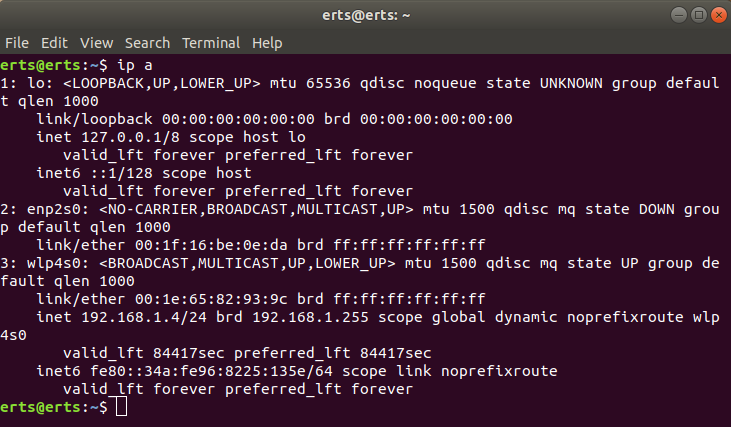 erts@erts: ~
File Edit View Search Terminal Help
erts@erts:~$ ip a
1: lo: <LOOPBACK,UP,LOWER_UP> mtu 65536 qdisc noqueue state UNKNOWN group defaul
t qlen 1000
    link/loopback 00:00:00:00:00:00 brd 00:00:00:00:00:00
    inet 127.0.0.1/8 scope host lo
       valid_lft forever preferred_lft forever
    inet6 ::1/128 scope host
       valid_lft forever preferred_lft forever
2: enp2s0: <NO-CARRIER,BROADCAST,MULTICAST,UP> mtu 1500 qdisc mq state DOWN grou
p default qlen 1000
    link/ether 00:1f:16:be:0e:da brd ff:ff:ff:ff:ff:ff
3: wlp4s0: <BROADCAST,MULTICAST,UP,LOWER_UP> mtu 1500 qdisc mq state UP group de
fault qlen 1000
    link/ether 00:1e:65:82:93:9c brd ff:ff:ff:ff:ff:ff
    inet 192.168.1.4/24 brd 192.168.1.255 scope global dynamic noprefixroute wlp
4s0
       valid_lft 84417sec preferred_lft 84417sec
    inet6 fe80::34a:fe96:8225:135e/64 scope link noprefixroute
       valid_lft forever preferred_lft forever
erts@erts:~$